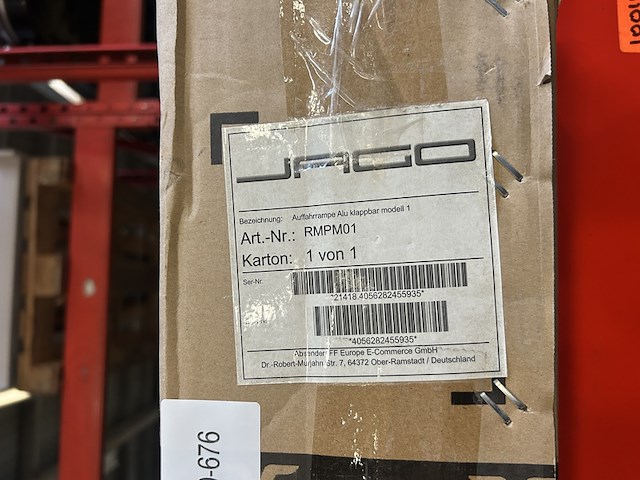 JAGO
Bezeichnung: Auffahrrampe Alu klappbar modell 1
Art.-Nr.: RMPM01
Karton: 1 von 1
Ser-Nr.
*21418.4056282455935*
*4056282455935*
Absender: FF Europe E-Commerce GmbH
Dr.-Robert-Murjahn Str. 7, 64372 Ober-Ramstadt / Deutschland
-676